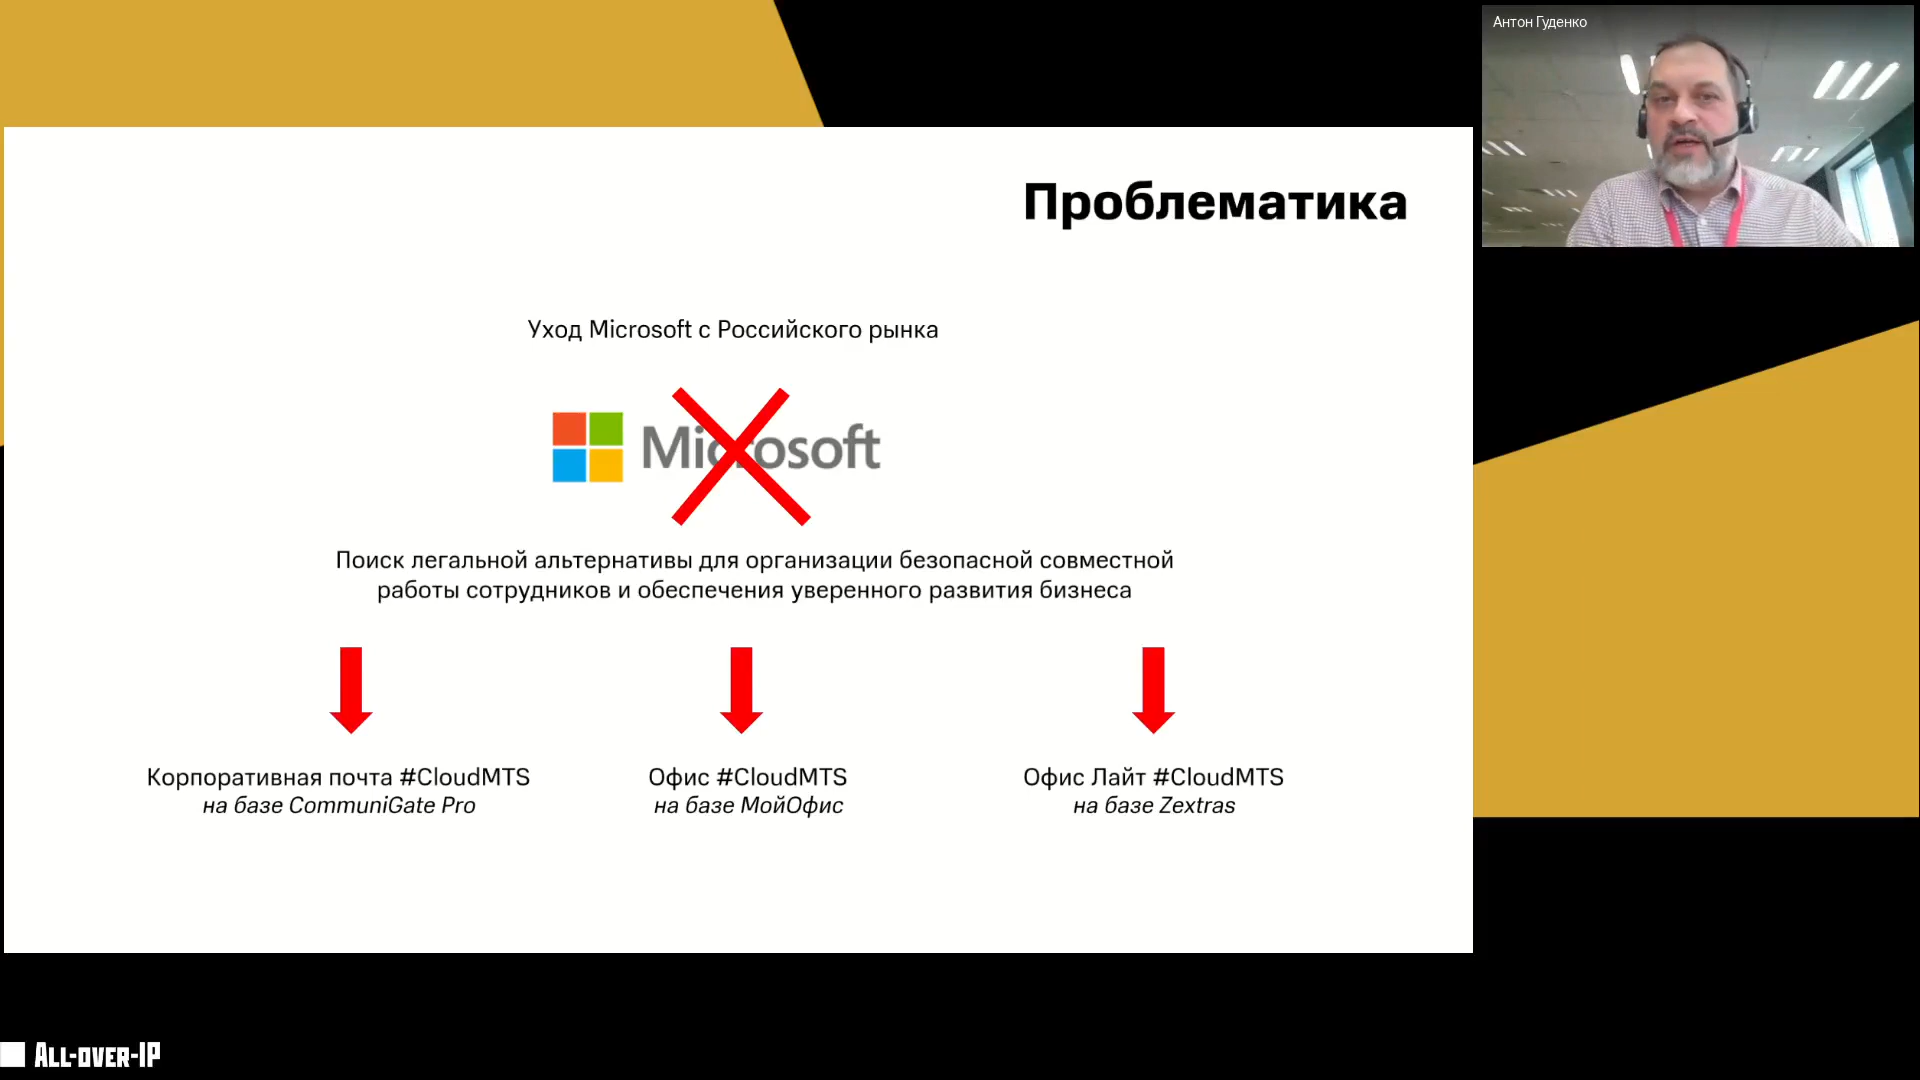 Антон Гуденко
Проблематика
Уход Microsoft с Российского рынка
Microsoft
Поиск легальной альтернативы для организации безопасной совместной
работы сотрудников и обеспечения уверенного развития бизнеса
Корпоративная почта #CloudMTS
на базе CommuniGate Pro
Офис #CloudMTS
на базе МойОфис
Офис Лайт #CloudMTS
на базе Zextras
ALL-OVER-IP